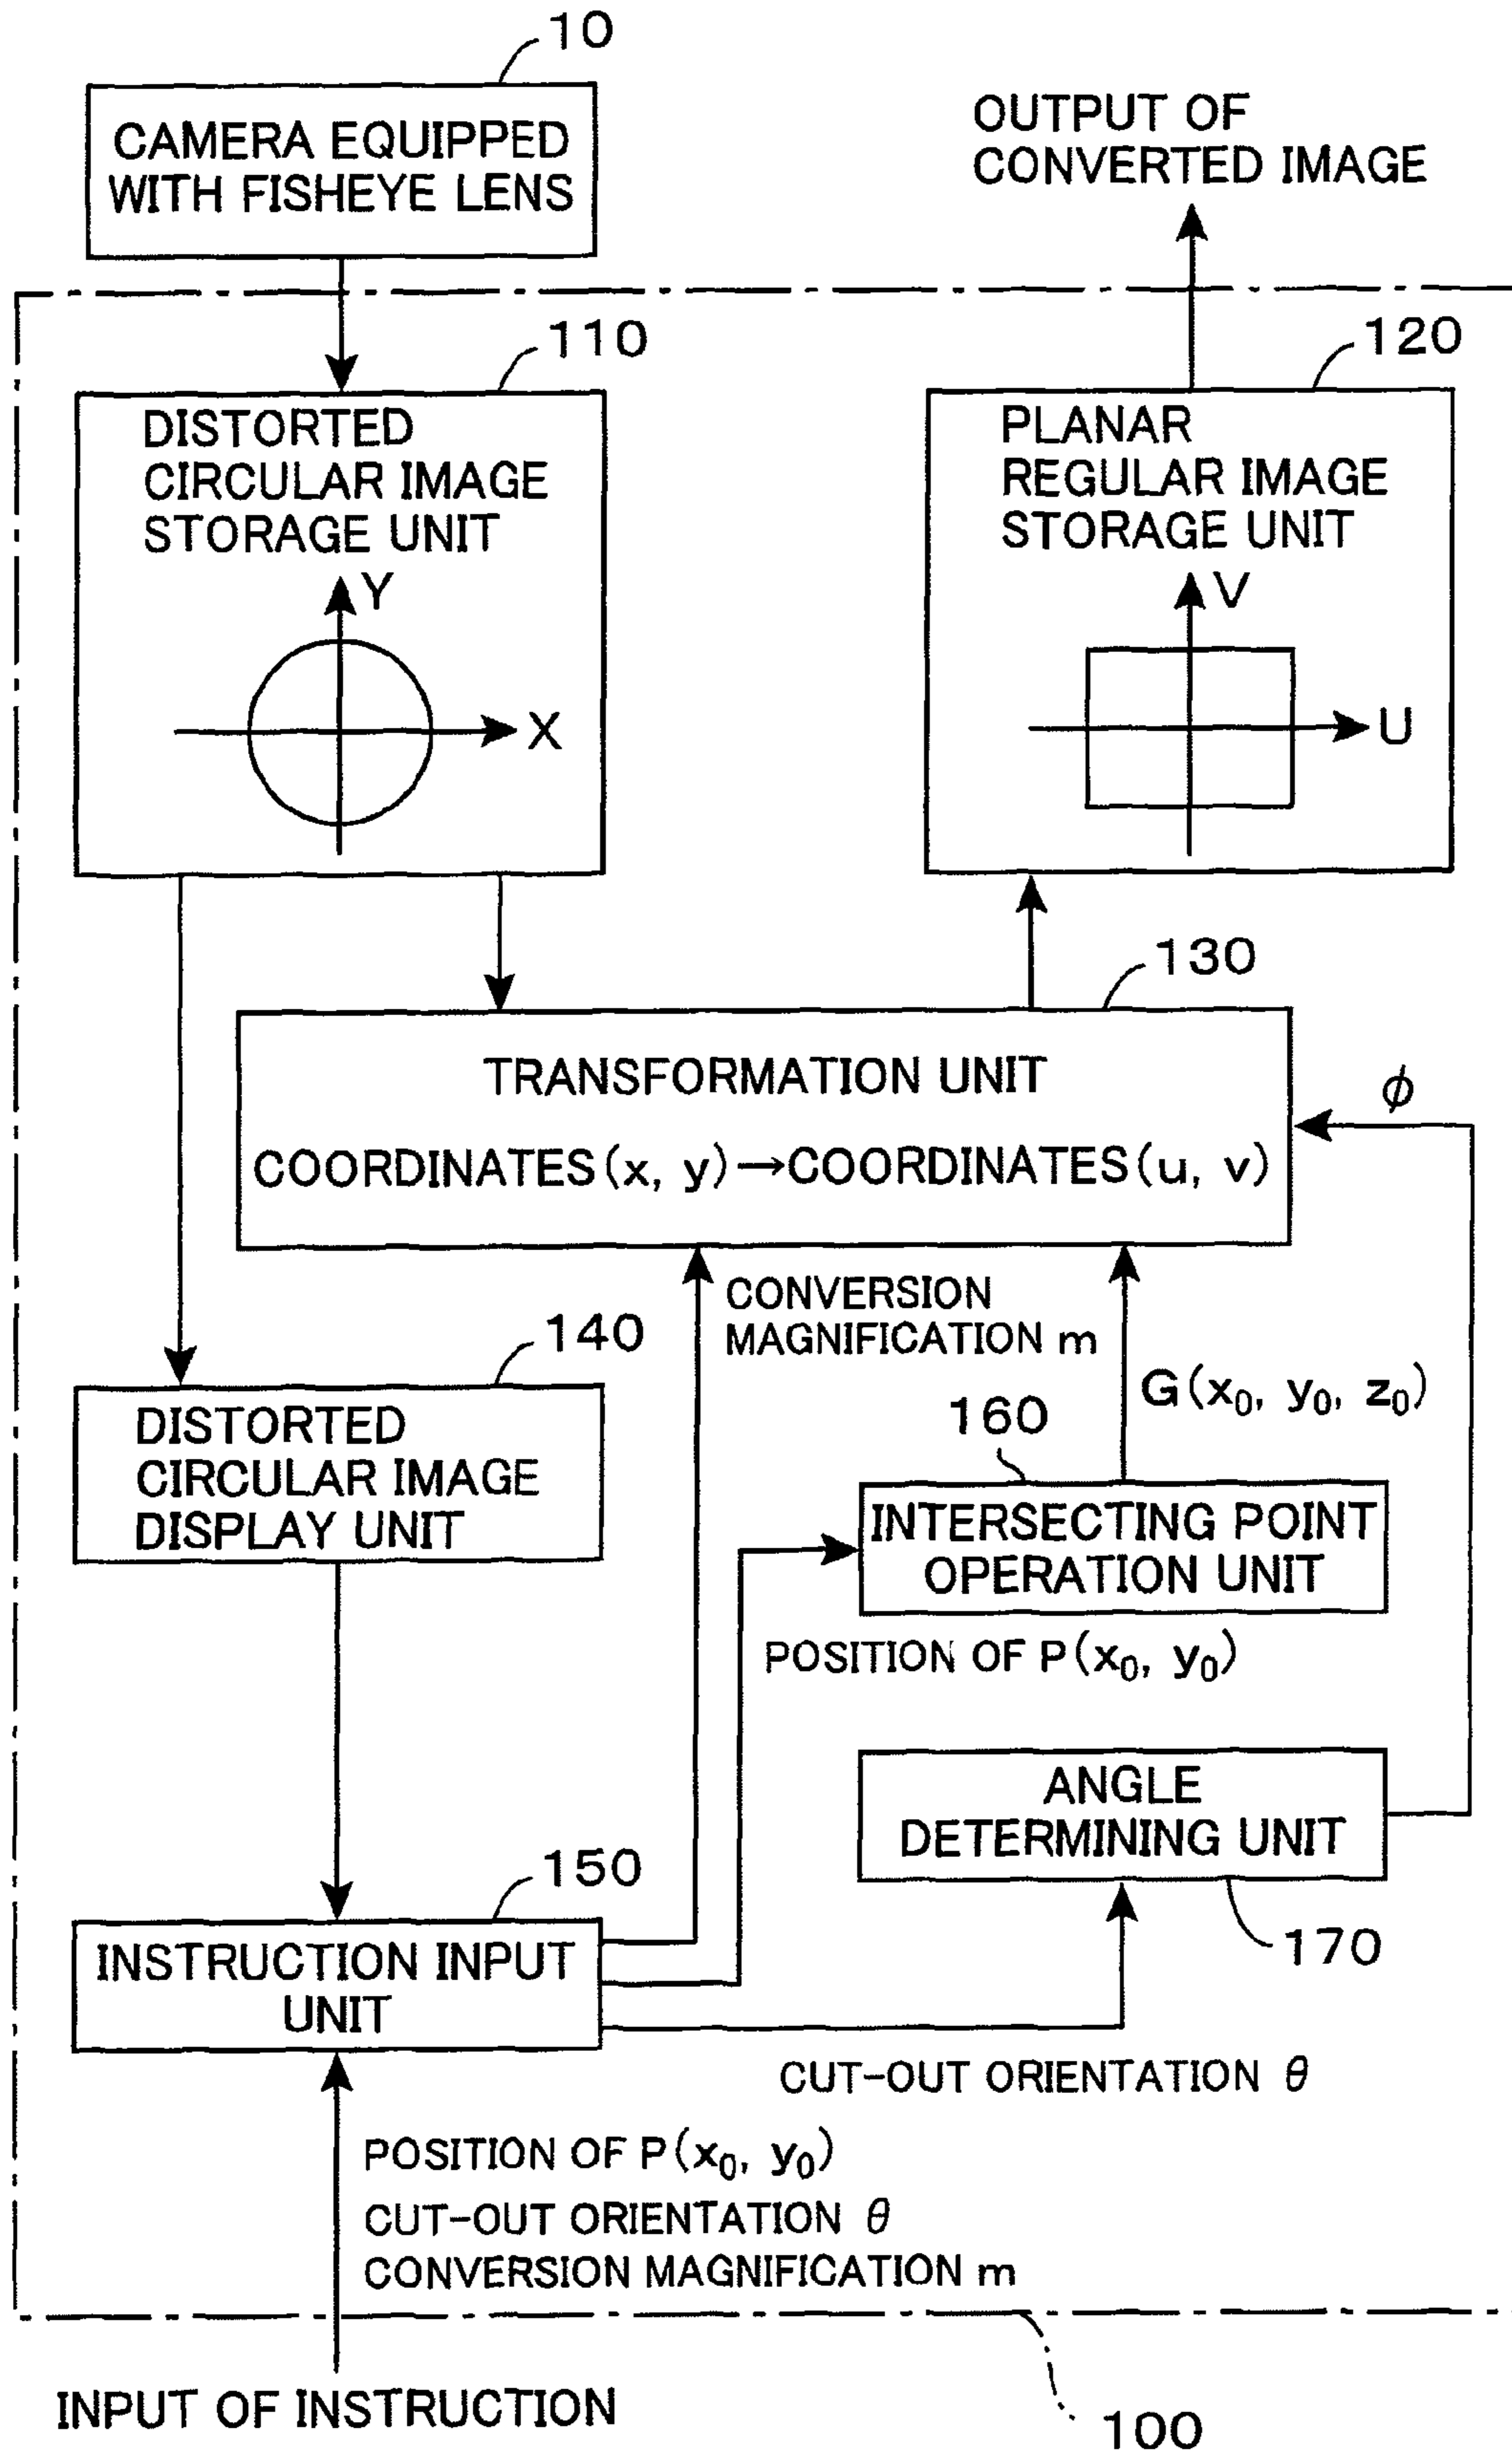 10
CAMERA EQUIPPED
WITH FISHEYE LENS
OUTPUT OF
CONVERTED IMAGE
110
DISTORTED
CIRCULAR IMAGE
STORAGE UNIT
Y
X
120
PLANAR
REGULAR IMAGE
STORAGE UNIT
V
U
130
TRANSFORMATION UNIT
COORDINATES(x, y)→COORDINATES(u, v)
ϕ
CONVERSION
MAGNIFICATION m
G(x₀, y₀, z₀)
140
DISTORTED
CIRCULAR IMAGE
DISPLAY UNIT
160
INTERSECTING POINT
OPERATION UNIT
POSITION OF P(x₀, y₀)
ANGLE
DETERMINING UNIT
170
150
INSTRUCTION INPUT
UNIT
CUT-OUT ORIENTATION θ
POSITION OF P(x₀, y₀)
CUT-OUT ORIENTATION θ
CONVERSION MAGNIFICATION m
INPUT OF INSTRUCTION
100